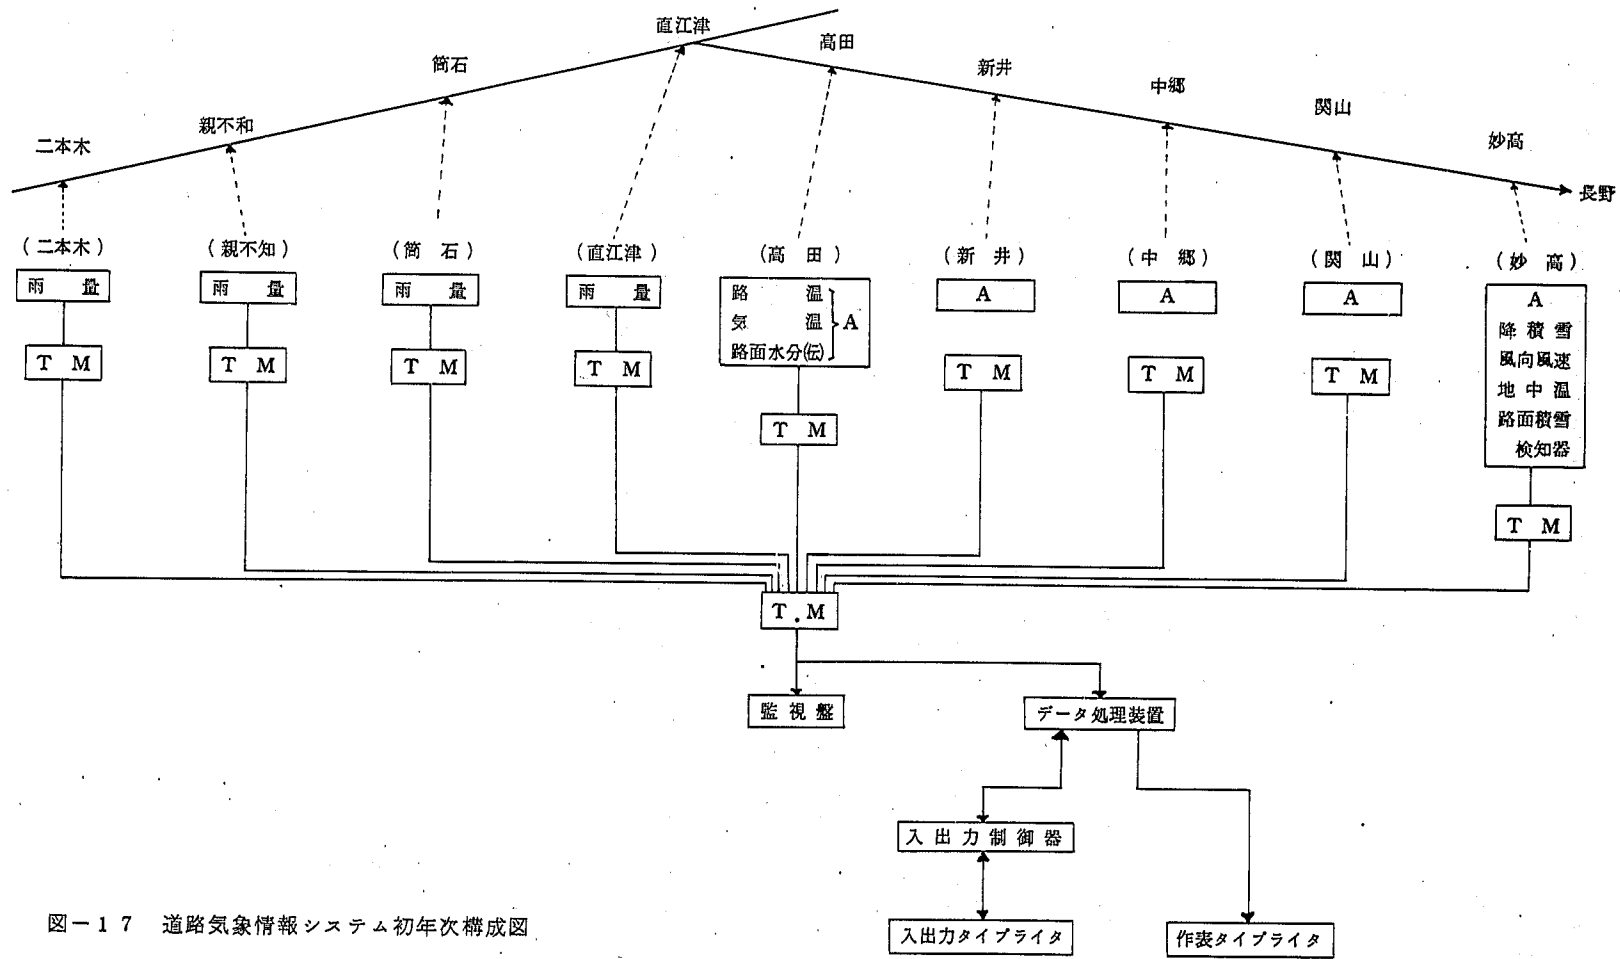 直江津
高田
筒石
新井
中郷
関山
親不和
二本木
妙高
長野
(二本木)
(親不知)
(筒 石)
(直江津)
(高 田)
(新 井)
(中 郷)
(関 山)
(妙 高)
雨 量
雨 量
雨 量
雨 量
路 温
気 温
路面水分(伝)
A
A
A
A
A
降積雪
風向風速
地中温
路面積雪
検知器
T M
T M
T M
T M
T M
T M
T M
T M
T M
T.M
監視盤
データ処理装置
入出力制御器
入出力タイプライタ
作表タイプライタ
図-17 道路気象情報システム初年次構成図